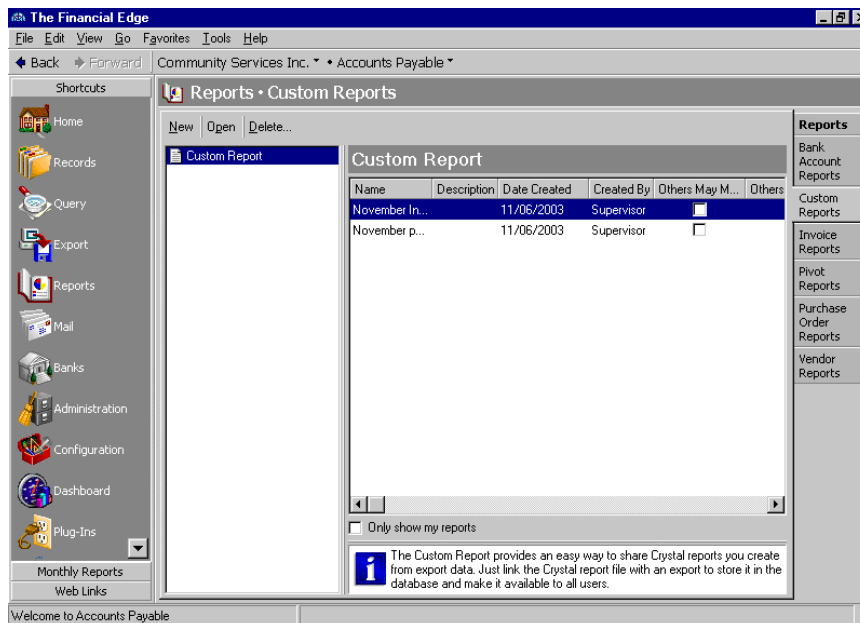 The Financial Edge
File Edit View Go Favorites Tools Help
Back Forward Community Services Inc. • Accounts Payable
Shortcuts
Home
Records
Query
Export
Reports
Mail
Banks
Administration
Configuration
Dashboard
Plug-Ins
Monthly Reports
Web Links
Reports • Custom Reports
New Open Delete...
Custom Report
Custom Report
Name Description Date Created Created By Others May M... Others
November In... 11/06/2003 Supervisor
November p... 11/06/2003 Supervisor
Only show my reports
The Custom Report provides an easy way to share Crystal reports you create
from export data. Just link the Crystal report file with an export to store it in the
database and make it available to all users.
Reports
Bank
Account
Reports
Custom
Reports
Invoice
Reports
Pivot
Reports
Purchase
Order
Reports
Vendor
Reports
Welcome to Accounts Payable